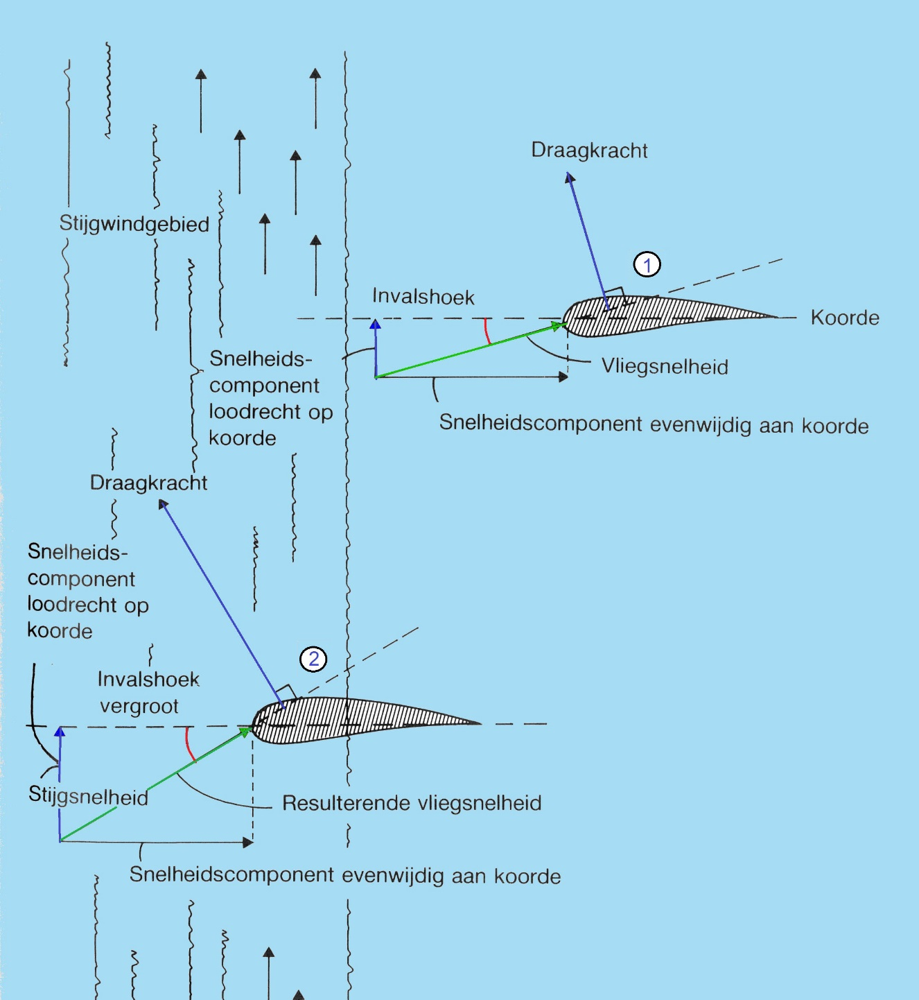 Draagkracht
Stijgwindgebied
1
Invalshoek
Koorde
Snelheids-
component
loodrecht op
koorde
Vliegsnelheid
Snelheidscomponent evenwijdig aan koorde
Draagkracht
Snelheids-
component
loodrecht op
koorde
2
Invalshoek
vergroot
Stijgsnelheid
Resulterende vliegsnelheid
Snelheidscomponent evenwijdig aan koorde